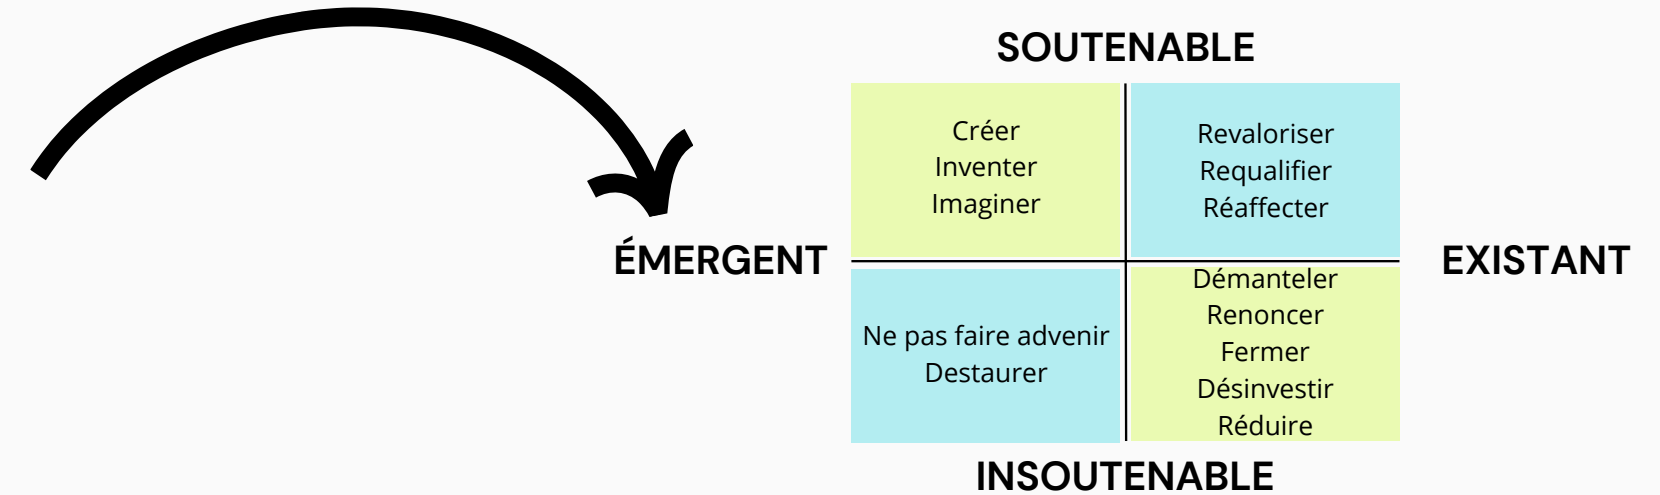 SOUTENABLE
Créer
Inventer
Imaginer
Revaloriser
Requalifier
Réaffecter
ÉMERGENT
EXISTANT
Ne pas faire advenir
Destaurer
Démanteler
Renoncer
Fermer
Désinvestir
Réduire
INSOUTENABLE